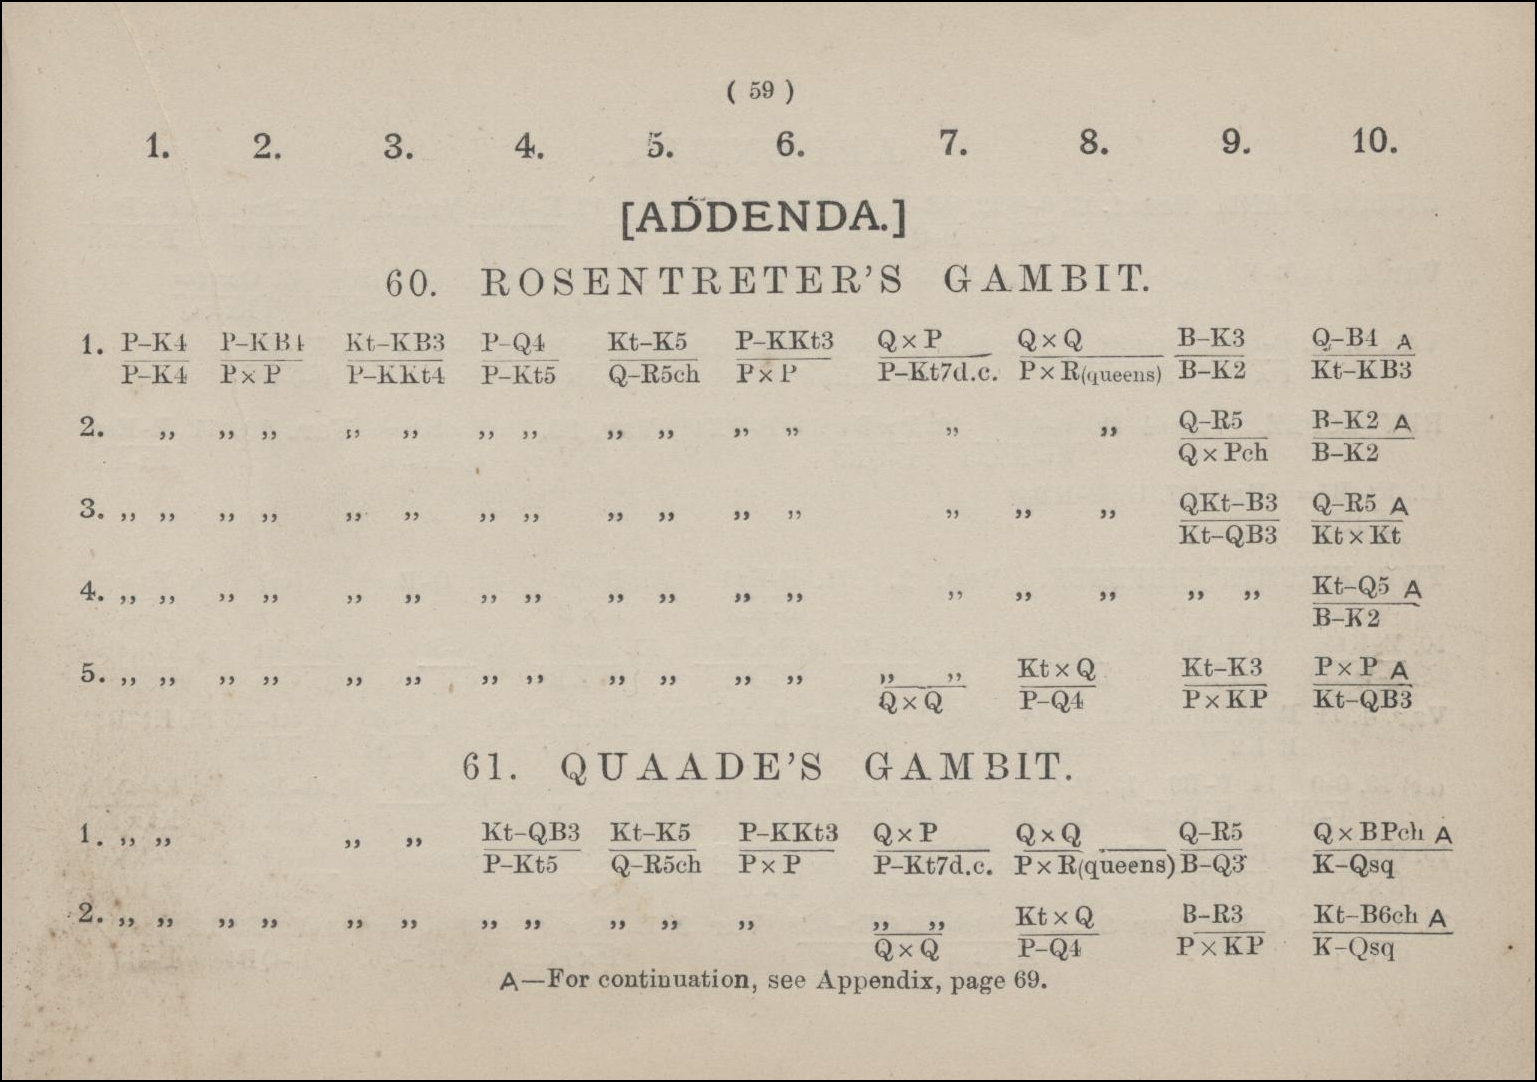 ( 59 )
1. 2. 3. 4. 5. 6. 7. 8. 9. 10.
[ADDENDA.]
60. ROSENTRETER'S GAMBIT.
1. P–K4 P–KB4 Kt–KB3 P–Q4 Kt–K5 P–KKt3 Q×P Q×Q B–K3 Q–B4 A
P–K4 P×P P–KKt4 P–Kt5 Q–R5ch P×P P–Kt7d.c. P×R(queens) B–K2 Kt–KB3
2. „ „ „ „ „ „ „ „ „ „ „ „ „ Q–R5 B–K2 A
Q×Pch B–K2
3. „ „ „ „ „ „ „ „ „ „ „ „ „ „ „ QKt–B3 Q–R5 A
Kt–QB3 Kt×Kt
4. „ „ „ „ „ „ „ „ „ „ „ „ „ „ „ „ „ Kt–Q5 A
B–K2
5. „ „ „ „ „ „ „ „ „ „ „ „ „ „ Kt×Q Kt–K3 P×P A
Q×Q P–Q4 P×KP Kt–QB3
61. QUAADE'S GAMBIT.
1. „ „ „ „ Kt–QB3 Kt–K5 P–KKt3 Q×P Q×Q Q–R5 Q×BPch A
P–Kt5 Q–R5ch P×P P–Kt7d.c. P×R(queens) B–Q3 K–Qsq
2. „ „ „ „ „ „ „ „ „ „ „ „ „ Kt×Q B–R3 Kt–B6ch A
Q×Q P–Q4 P×KP K–Qsq
A—For continuation, see Appendix, page 69.